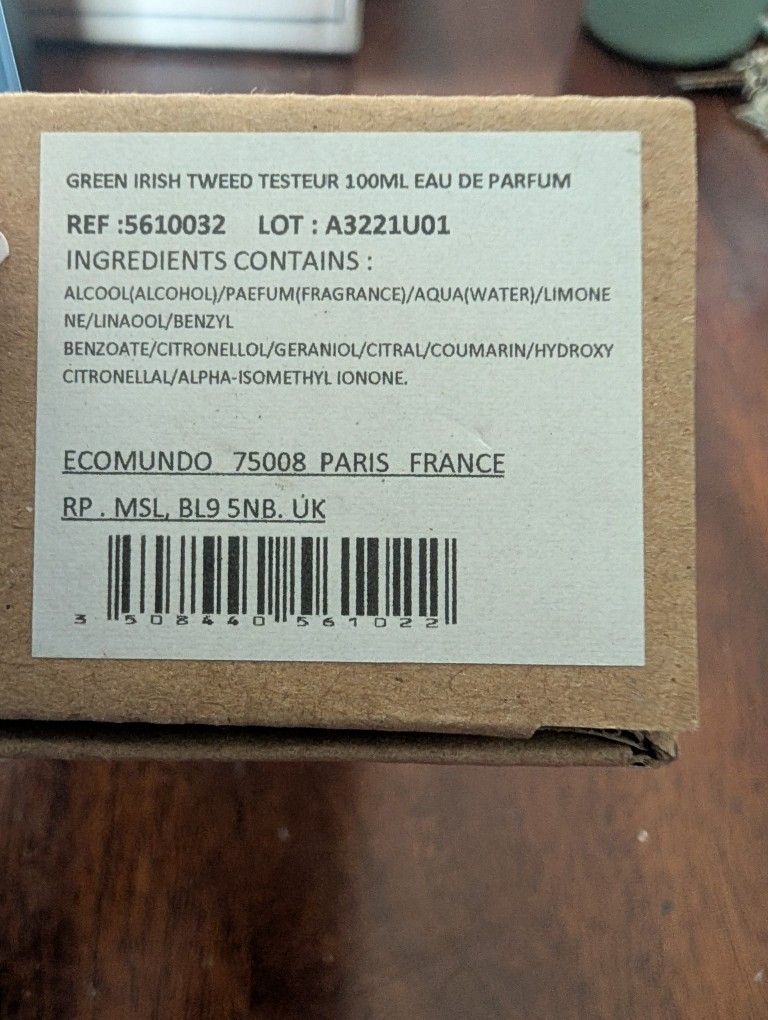 GREEN IRISH TWEED TESTEUR 100ML EAU DE PARFUM
REF :5610032 LOT : A3221U01
INGREDIENTS CONTAINS :
ALCOOL(ALCOHOL)/PAEFUM(FRAGRANCE)/AQUA(WATER)/LIMONE
NE/LINAOOL/BENZYL
BENZOATE/CITRONELLOL/GERANIOL/CITRAL/COUMARIN/HYDROXY
CITRONELLAL/ALPHA-ISOMETHYL IONONE.
ECOMUNDO 75008 PARIS FRANCE
RP . MSL, BL9 5NB. UK
3 508440 561022